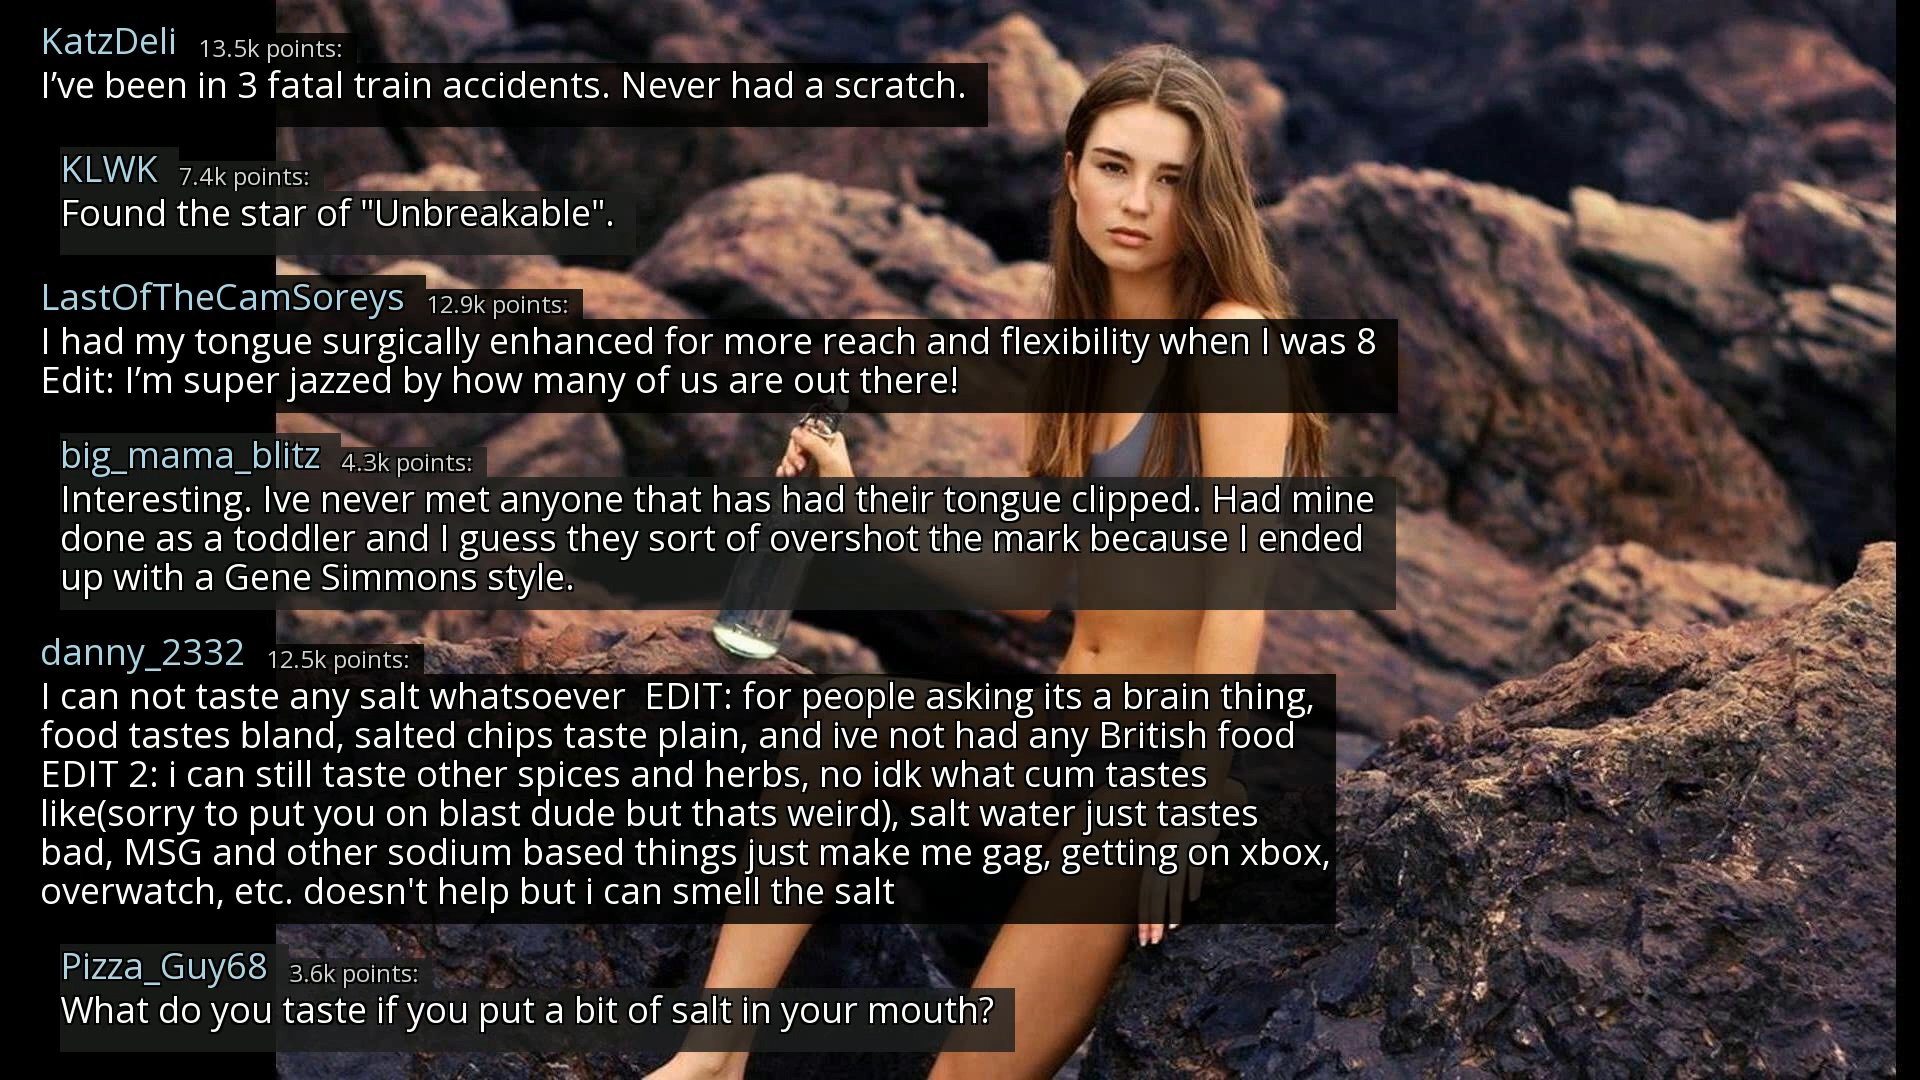 KatzDeli 13.5k points:
I’ve been in 3 fatal train accidents. Never had a scratch.
KLWK 7.4k points:
Found the star of "Unbreakable".
LastOfTheCamSoreys 12.9k points:
I had my tongue surgically enhanced for more reach and flexibility when I was 8
Edit: I’m super jazzed by how many of us are out there!
big_mama_blitz 4.3k points:
Interesting. Ive never met anyone that has had their tongue clipped. Had mine
done as a toddler and I guess they sort of overshot the mark because I ended
up with a Gene Simmons style.
danny_2332 12.5k points:
I can not taste any salt whatsoever  EDIT: for people asking its a brain thing,
food tastes bland, salted chips taste plain, and ive not had any British food
EDIT 2: i can still taste other spices and herbs, no idk what cum tastes
like(sorry to put you on blast dude but thats weird), salt water just tastes
bad, MSG and other sodium based things just make me gag, getting on xbox,
overwatch, etc. doesn't help but i can smell the salt
Pizza_Guy68 3.6k points:
What do you taste if you put a bit of salt in your mouth?